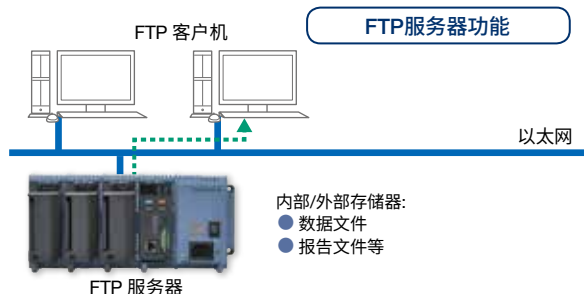 FTP服务器功能
FTP 客户机
以太网
内部/外部存储器:
数据文件
报告文件等
FTP 服务器